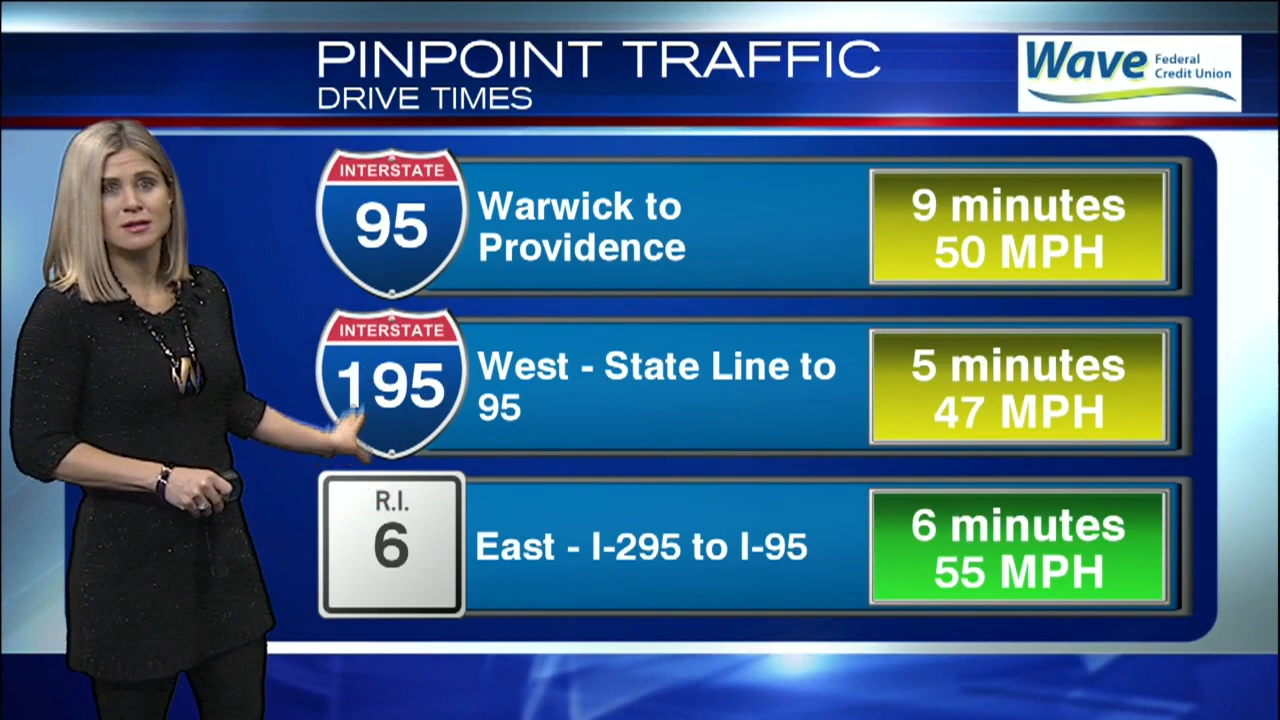 PINPOINT TRAFFIC
DRIVE TIMES
Wave Federal
Credit Union
INTERSTATE
95
Warwick to
Providence
9 minutes
50 MPH
INTERSTATE
195
West - State Line to
95
5 minutes
47 MPH
R.I.
6
East - I-295 to I-95
6 minutes
55 MPH